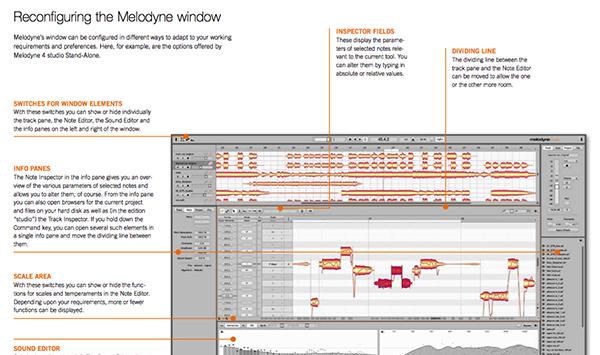 Reconfiguring the Melodyne window
Melodyne's window can be configured in different ways to adapt to your working
requirements and preferences. Here, for example, are the options offered by
Melodyne 4 studio Stand-Alone.
INSPECTOR FIELDS
These display the parame-
ters of selected notes rele-
vant to the current tool. You
can alter them by typing in
absolute or relative values.
DIVIDING LINE
The dividing line between the
track pane and the Note Editor
can be moved to allow the one
or the other more room.
SWITCHES FOR WINDOW ELEMENTS
With these switches you can show or hide individually
the track pane, the Note Editor, the Sound Editor and
the info panes on the left and right of the window.
INFO PANES
The Note Inspector in the info pane gives you an over-
view of the various parameters of selected notes and
allows you to alter them, of course. From the info pane
you can also open browsers for the current project
and files on your hard disk as well as (in the edition
"studio") the Track Inspector. If you hold down the
Command key, you can open several such elements in
a single info pane and move the dividing line between
them.
SCALE AREA
With these switches you can show or hide the func-
tions for scales and temperaments in the Note Editor.
Depending upon your requirements, more or fewer
functions can be displayed.
SOUND EDITOR
melodyne